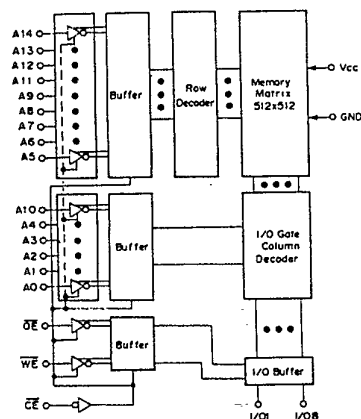 A14
A13
A12
A11
A9
A8
A7
A6
A5
Buffer
Row
Decoder
Memory
Matrix
512x512
Vcc
GND
A10
A4
A3
A2
A1
A0
Buffer
I/O Gate
Column
Decoder
OE
WE
CE
Buffer
I/O Buffer
I/O1
I/O8